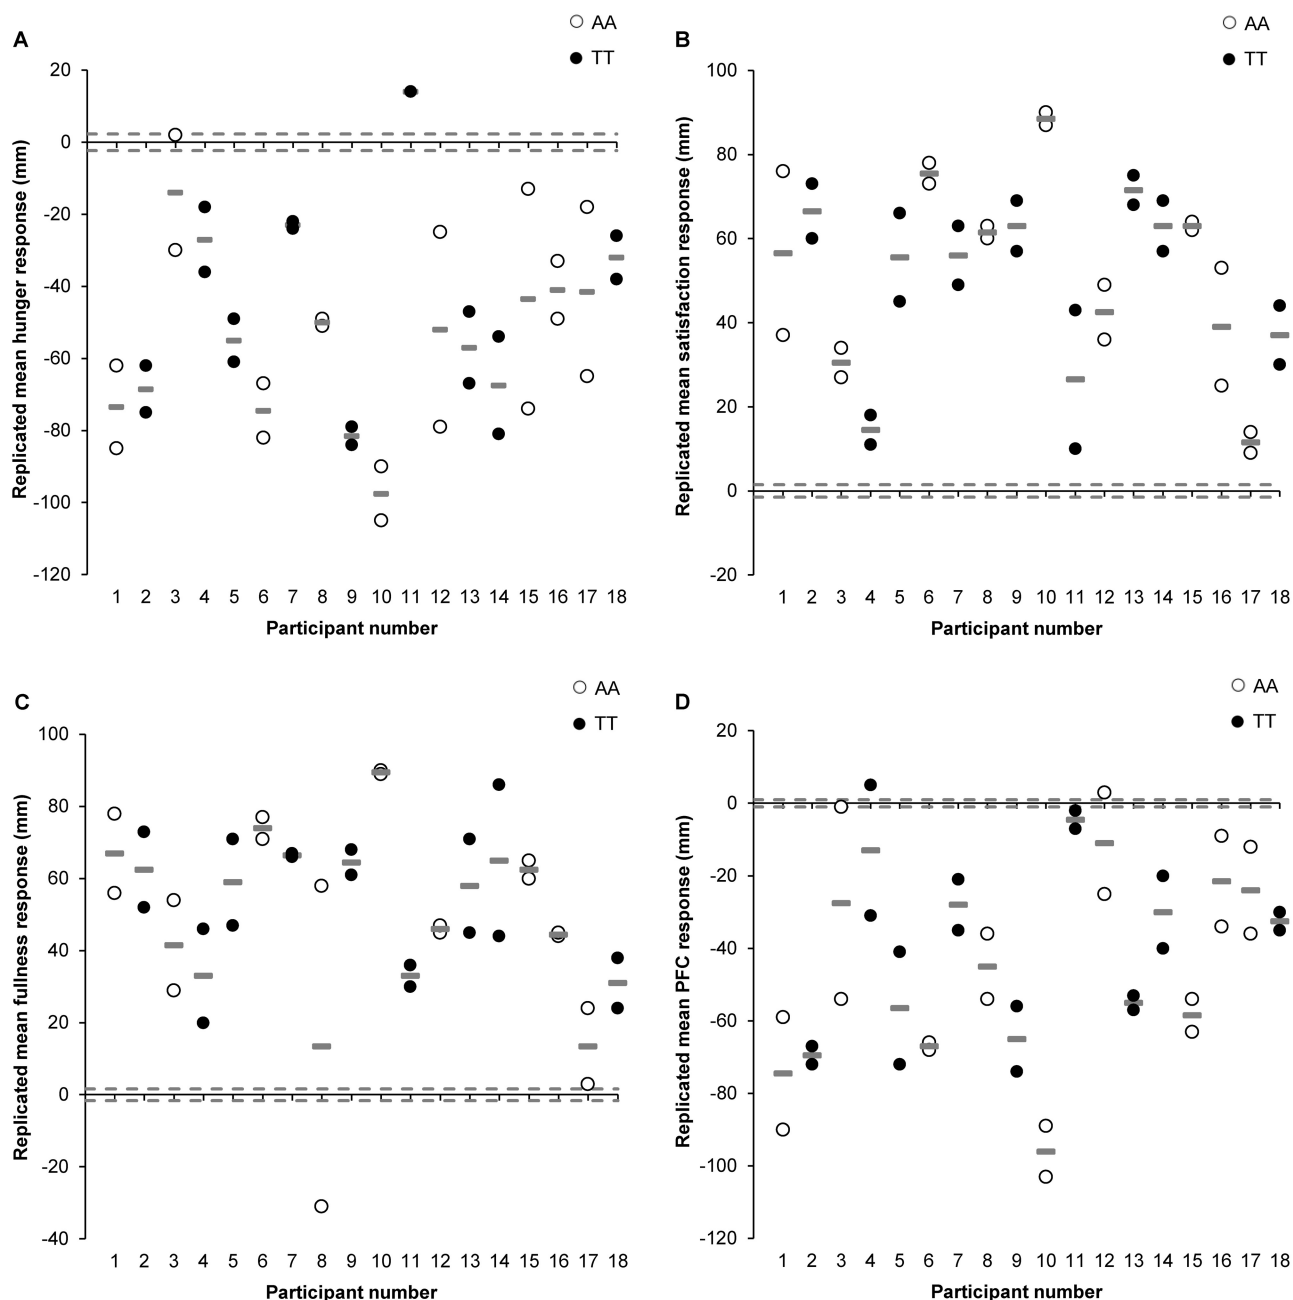 A
AA
TT
Replicated mean hunger response (mm)
20
0
-20
-40
-60
-80
-100
-120
1 2 3 4 5 6 7 8 9 10 11 12 13 14 15 16 17 18
Participant number
B
AA
TT
Replicated mean satisfaction response (mm)
100
80
60
40
20
0
-20
1 2 3 4 5 6 7 8 9 10 11 12 13 14 15 16 17 18
Participant number
C
AA
TT
Replicated mean fullness response (mm)
100
80
60
40
20
0
-20
-40
1 2 3 4 5 6 7 8 9 10 11 12 13 14 15 16 17 18
Participant number
D
AA
TT
Replicated mean PFC response (mm)
20
0
-20
-40
-60
-80
-100
-120
1 2 3 4 5 6 7 8 9 10 11 12 13 14 15 16 17 18
Participant number